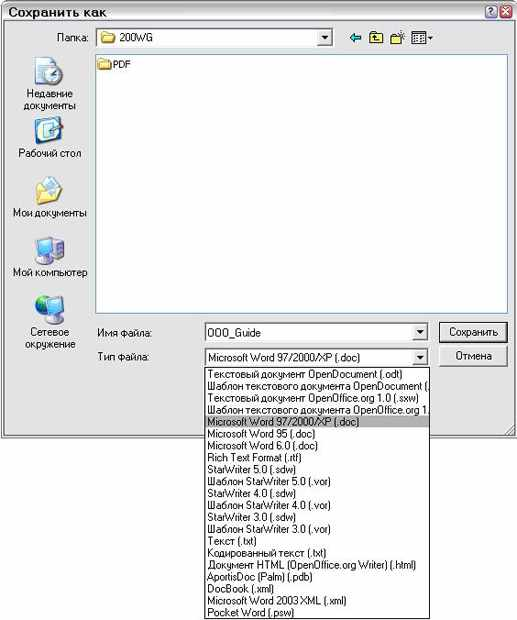 Сохранить как
Папка: 200WG
PDF
Недавние
документы
Рабочий стол
Мои документы
Мой компьютер
Сетевое
окружение
Имя файла: OOO_Guide Сохранить
Тип файла: Microsoft Word 97/2000/XP (.doc) Отмена
Текстовый документ OpenDocument (.odt)
Шаблон текстового документа OpenDocument (.
Текстовый документ OpenOffice.org 1.0 (.sxw)
Шаблон текстового документа OpenOffice.org 1.
Microsoft Word 97/2000/XP (.doc)
Microsoft Word 95 (.doc)
Microsoft Word 6.0 (.doc)
Rich Text Format (.rtf)
StarWriter 5.0 (.sdw)
Шаблон StarWriter 5.0 (.vor)
StarWriter 4.0 (.sdw)
Шаблон StarWriter 4.0 (.vor)
StarWriter 3.0 (.sdw)
Шаблон StarWriter 3.0 (.vor)
Текст (.txt)
Кодированный текст (.txt)
Документ HTML (OpenOffice.org Writer) (.html)
AportisDoc (Palm) (.pdb)
DocBook (.xml)
Microsoft Word 2003 XML (.xml)
Pocket Word (.psw)